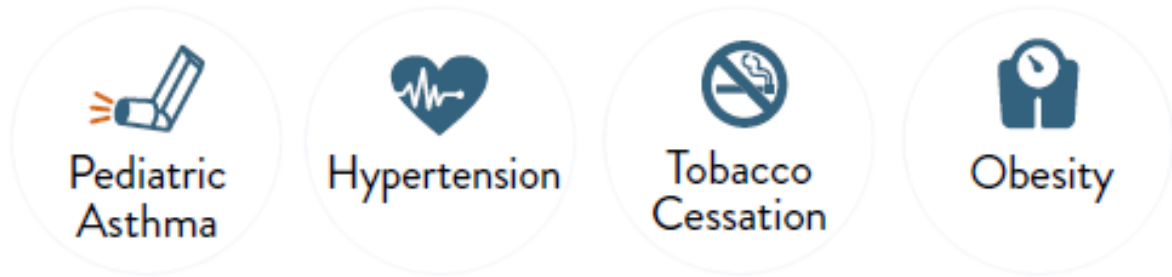 Pediatric
Asthma
Hypertension
Tobacco
Cessation
Obesity